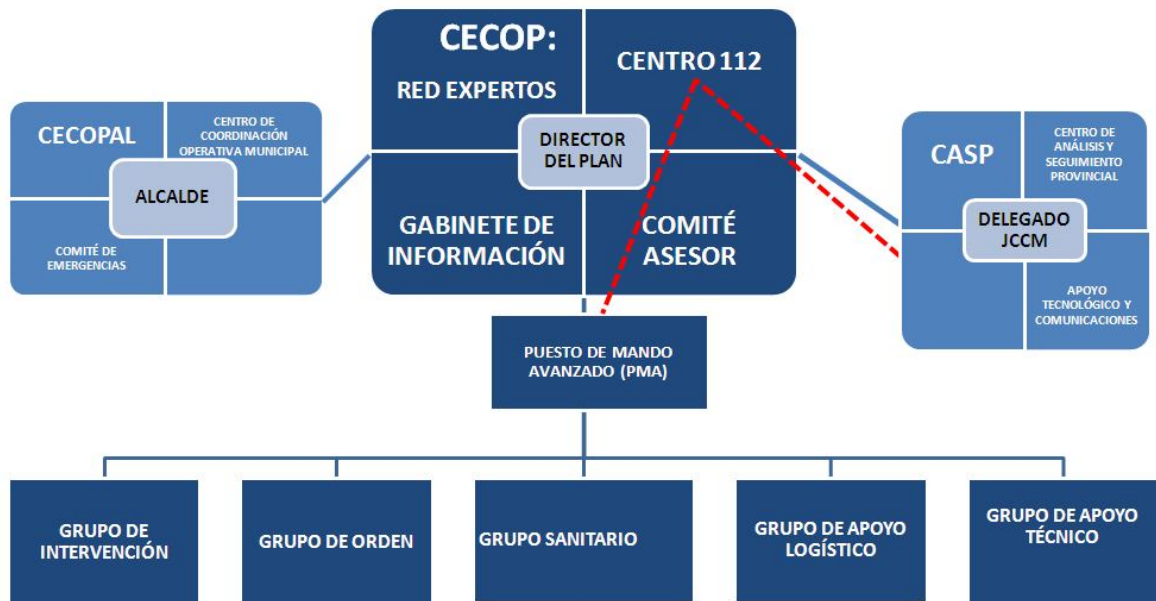 CECOP:
RED EXPERTOS
CENTRO 112
DIRECTOR
DEL PLAN
GABINETE DE
INFORMACIÓN
COMITÉ
ASESOR
CECOPAL
CENTRO DE
COORDINACIÓN
OPERATIVA MUNICIPAL
ALCALDE
COMITÉ DE
EMERGENCIAS
CASP
CENTRO DE
ANÁLISIS Y
SEGUIMIENTO
PROVINCIAL
DELEGADO
JCCM
APOYO
TECNOLÓGICO Y
COMUNICACIONES
PUESTO DE MANDO
AVANZADO (PMA)
GRUPO DE
INTERVENCIÓN
GRUPO DE ORDEN
GRUPO SANITARIO
GRUPO DE APOYO
LOGÍSTICO
GRUPO DE APOYO
TÉCNICO